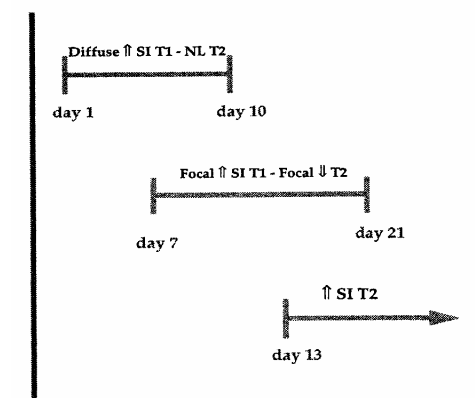 Diffuse ⇑ SI T1 - NL T2
day 1 day 10
Focal ⇑ SI T1 - Focal ⇓ T2
day 7 day 21
⇑ SI T2
day 13